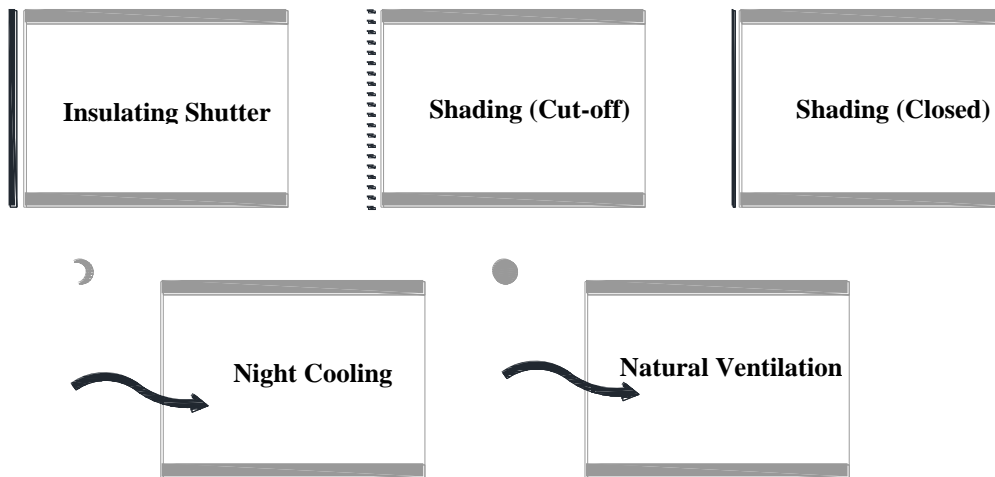 Insulating Shutter
Shading (Cut-off)
Shading (Closed)
Night Cooling
Natural Ventilation